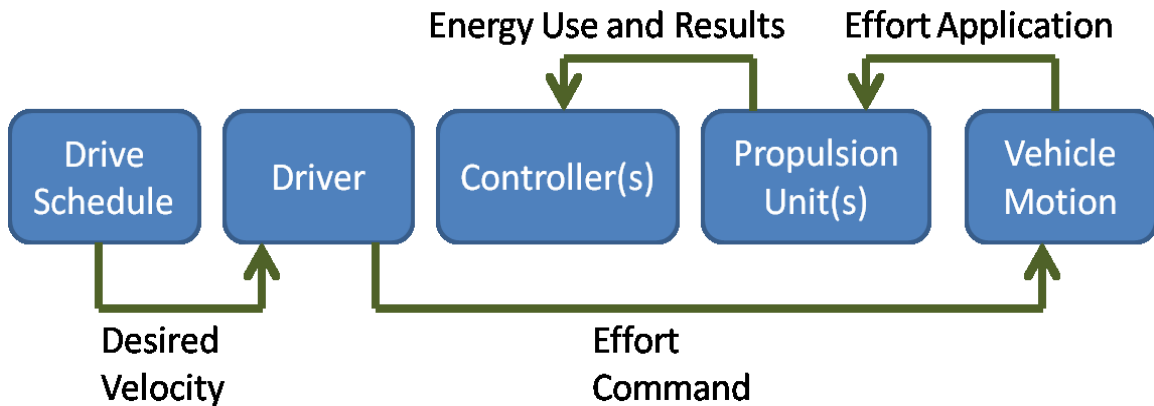 Energy Use and Results
Effort Application
Drive
Schedule
Driver
Controller(s)
Propulsion
Unit(s)
Vehicle
Motion
Desired
Velocity
Effort
Command